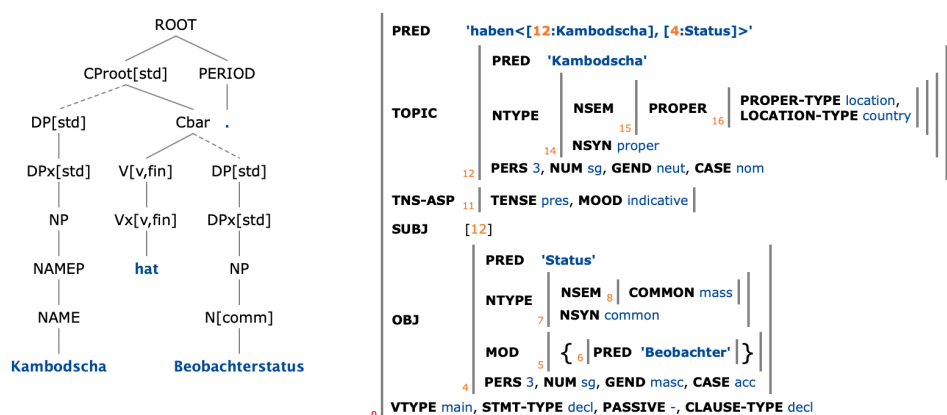 ROOT
CProot[std] PERIOD
DP[std] Cbar .
DPx[std] V[v,fin] DP[std]
NP Vx[v,fin] DPx[std]
NAMEP hat NP
NAME N[comm]
Kambodscha Beobachterstatus
PRED 'haben<[12:Kambodscha], [4:Status]>'
PRED 'Kambodscha'
TOPIC NTYPE NSEM PROPER PROPER-TYPE location,
LOCATION-TYPE country
16
15
NSYN proper
14
PERS 3, NUM sg, GEND neut, CASE nom
12
TNS-ASP 11 TENSE pres, MOOD indicative
SUBJ [12]
PRED 'Status'
OBJ NTYPE NSEM 8 COMMON mass
NSYN common
7
MOD 5 { 6 PRED 'Beobachter' }
PERS 3, NUM sg, GEND masc, CASE acc
4
VTYPE main, STMT-TYPE decl, PASSIVE -, CLAUSE-TYPE decl
0